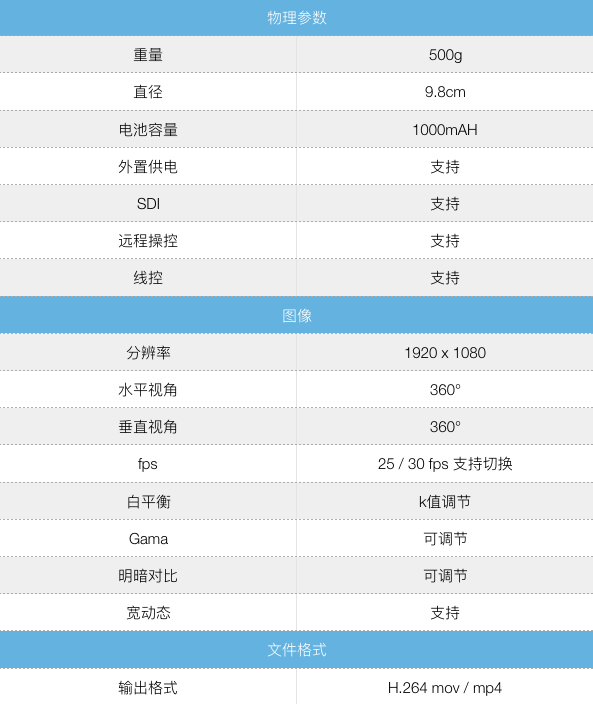 物理参数
重量 500g
直径 9.8cm
电池容量 1000mAH
外置供电 支持
SDI 支持
远程操控 支持
线控 支持
图像
分辨率 1920 x 1080
水平视角 360°
垂直视角 360°
fps 25 / 30 fps 支持切换
白平衡 k值调节
Gama 可调节
明暗对比 可调节
宽动态 支持
文件格式
输出格式 H.264 mov / mp4